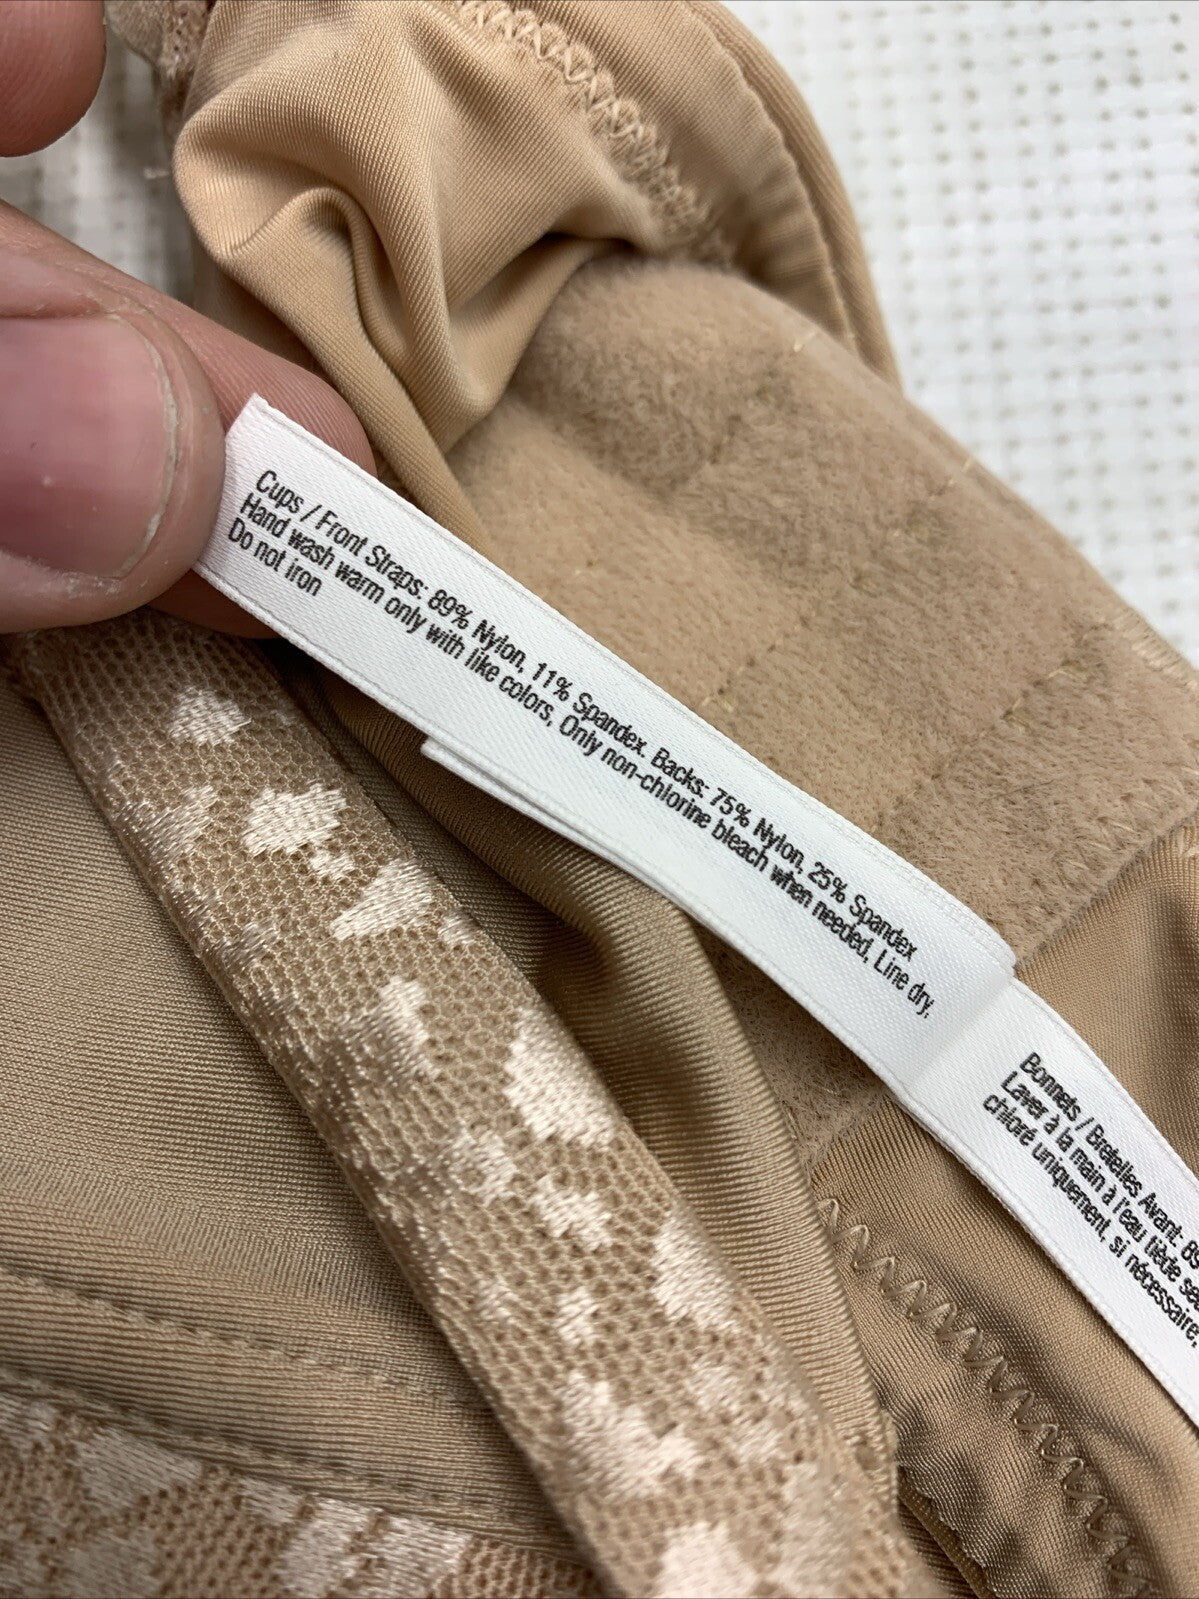 Cups / Front Straps: 89% Nylon, 11% Spandex. Backs: 75% Nylon, 25% Spandex
Hand wash warm only with like colors, Only non-chlorine bleach when needed, Line dry,
Do not iron
Bonnets / Bretelles Avant: 89
Laver à la main à l'eau tiède
chloré uniquement, si nécessaire,